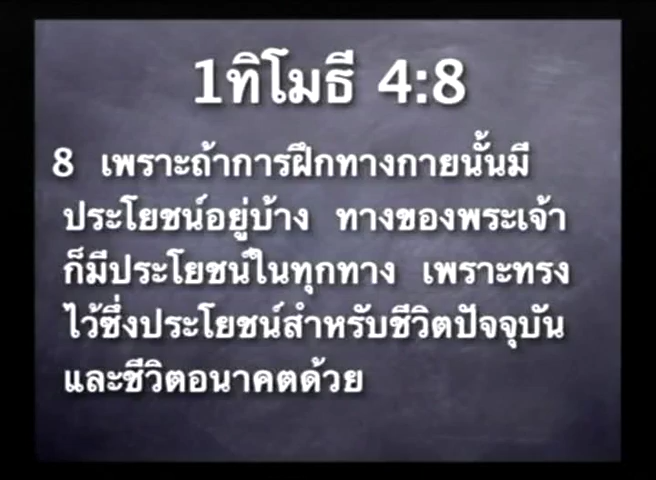 1ทิโมธี 4:8
8 เพราะถ้าการฝึกทางกายนั้นมี
ประโยชน์อยู่บ้าง ทางของพระเจ้า
ก็มีประโยชน์ในทุกทาง เพราะทรง
ไว้ซึ่งประโยชน์สำหรับชีวิตปัจจุบัน
และชีวิตอนาคตด้วย